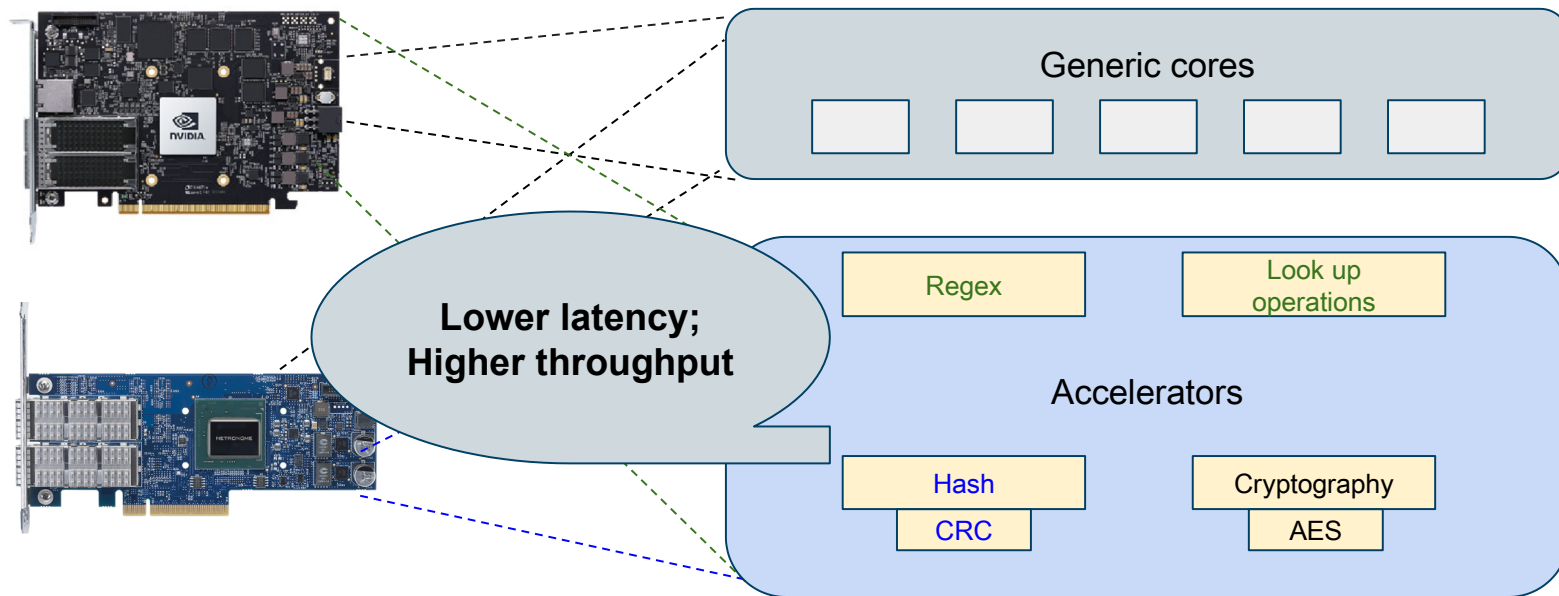 NVIDIA
Generic cores
Lower latency;
Higher throughput
Regex
Look up
operations
Accelerators
NETRONOME
Hash
CRC
Cryptography
AES